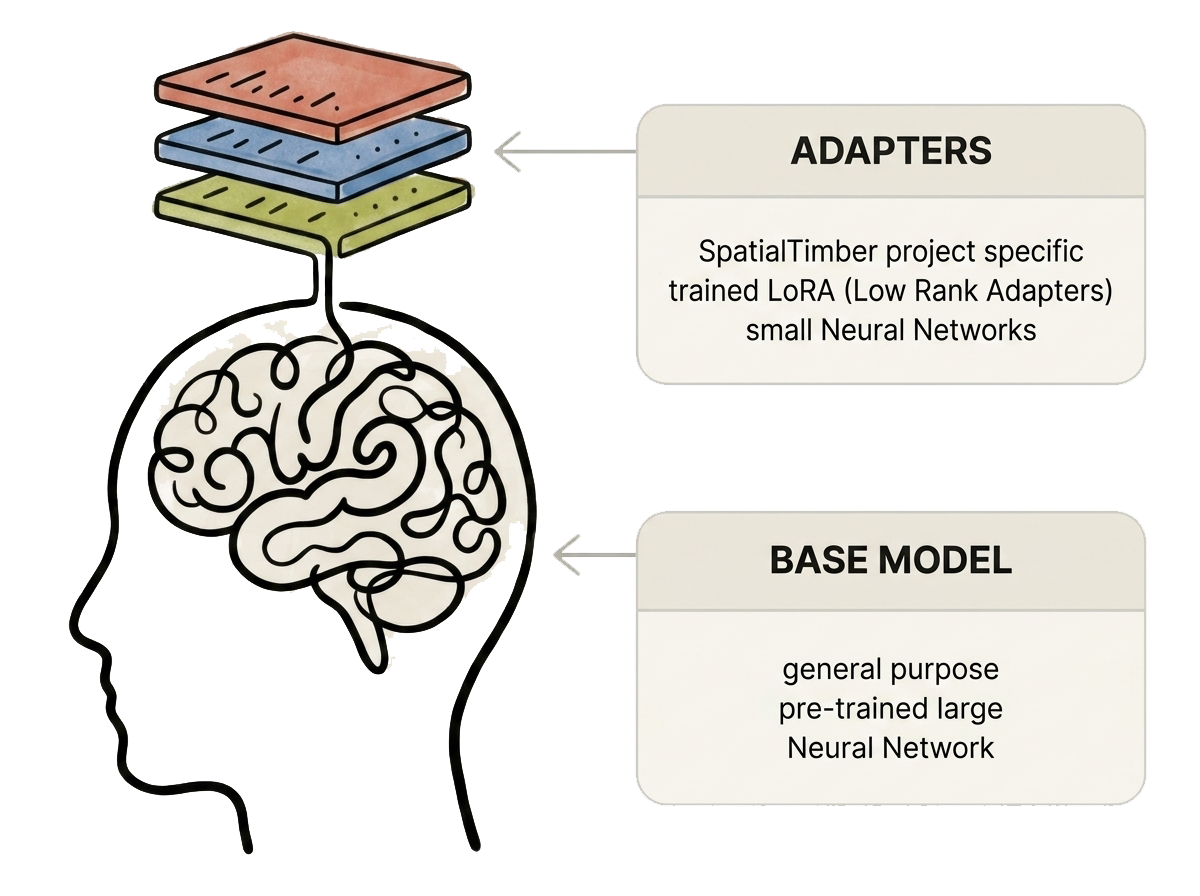 ADAPTERS
SpatialTimber project specific
trained LoRA (Low Rank Adapters)
small Neural Networks
BASE MODEL
general purpose
pre-trained large
Neural Network